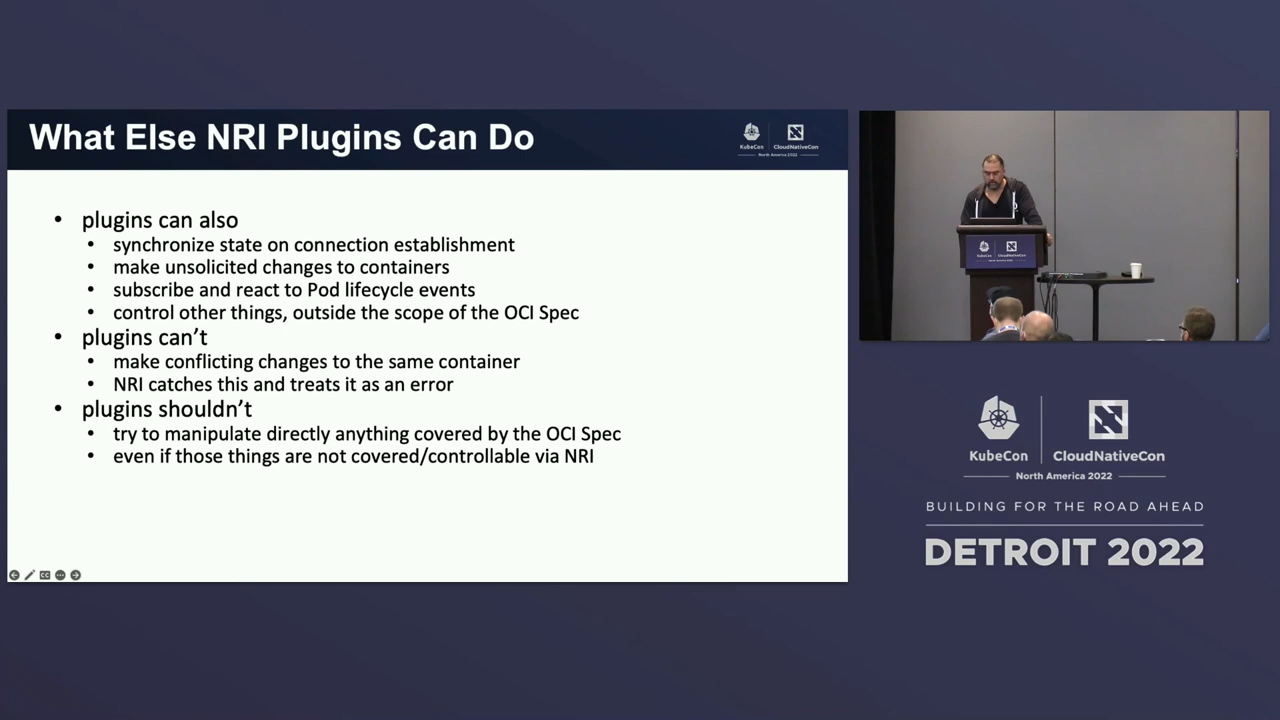 What Else NRI Plugins Can Do
KubeCon
CloudNativeCon
North America 2022
• plugins can also
• synchronize state on connection establishment
• make unsolicited changes to containers
• subscribe and react to Pod lifecycle events
• control other things, outside the scope of the OCI Spec
• plugins can’t
• make conflicting changes to the same container
• NRI catches this and treats it as an error
• plugins shouldn’t
• try to manipulate directly anything covered by the OCI Spec
• even if those things are not covered/controllable via NRI
KubeCon
CloudNativeCon
North America 2022
BUILDING FOR THE ROAD AHEAD
DETROIT 2022